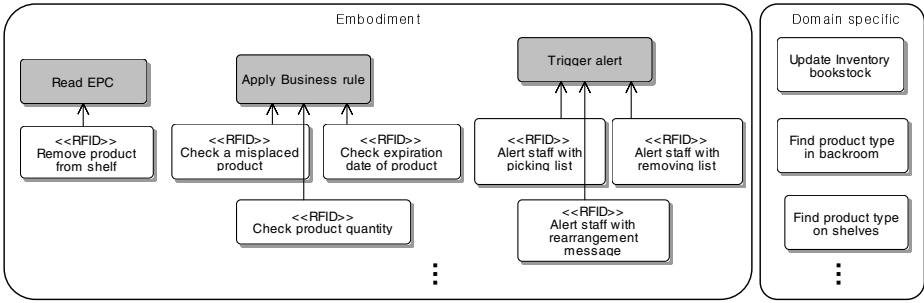 Embodiment
Domain specific
Read EPC
Apply Business rule
Trigger alert
Update Inventory
bookstock
<<RFID>>
Remove product
from shelf
<<RFID>>
Check a misplaced
product
<<RFID>>
Check expiration
date of product
<<RFID>>
Alert staff with
picking list
<<RFID>>
Alert staff with
removing list
Find product type
in backroom
<<RFID>>
Check product quantity
<<RFID>>
Alert staff with
rearrangement
message
Find product type
on shelves